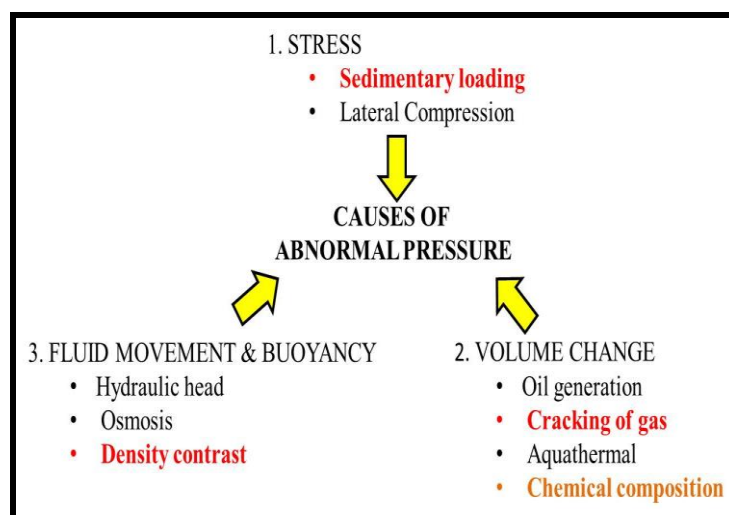 1. STRESS
• Sedimentary loading
• Lateral Compression
CAUSES OF
ABNORMAL PRESSURE
3. FLUID MOVEMENT & BUOYANCY
• Hydraulic head
• Osmosis
• Density contrast
2. VOLUME CHANGE
• Oil generation
• Cracking of gas
• Aquathermal
• Chemical composition